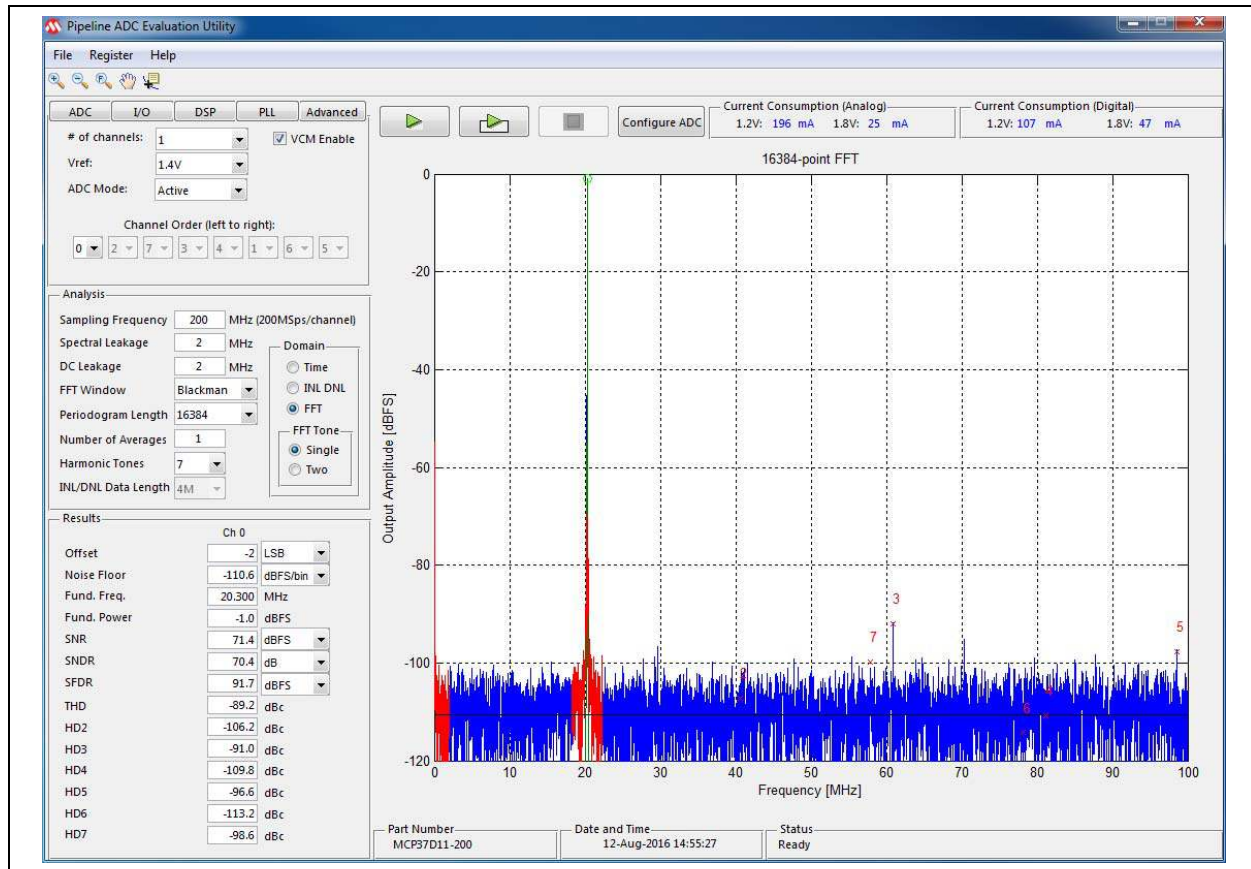 Pipeline ADC Evaluation Utility
File Register Help
ADC I/O DSP PLL Advanced
# of channels: 1 VCM Enable
Vref: 1.4V
ADC Mode: Active
Channel Order (left to right):
0 2 7 3 4 1 6 5
Analysis
Sampling Frequency 200 MHz (200MSps/channel)
Spectral Leakage 2 MHz
DC Leakage 2 MHz
FFT Window Blackman
Periodogram Length 16384
Number of Averages 1
Harmonic Tones 7
INL/DNL Data Length 4M
Domain
Time
INL DNL
FFT
FFT Tone
Single
Two
Results
Ch 0
Offset -2 LSB
Noise Floor -110.6 dBFS/bin
Fund. Freq. 20.300 MHz
Fund. Power -1.0 dBFS
SNR 71.4 dBFS
SNDR 70.4 dB
SFDR 91.7 dBFS
THD -89.2 dBc
HD2 -106.2 dBc
HD3 -91.0 dBc
HD4 -109.8 dBc
HD5 -96.6 dBc
HD6 -113.2 dBc
HD7 -98.6 dBc
Configure ADC
Current Consumption (Analog)
1.2V: 196 mA 1.8V: 25 mA
Current Consumption (Digital)
1.2V: 107 mA 1.8V: 47 mA
16384-point FFT
Output Amplitude [dBFS]
0
-20
-40
-60
-80
-100
-120
3
7
5
6
0 10 20 30 40 50 60 70 80 90 100
Frequency [MHz]
Part Number
MCP37D11-200
Date and Time
12-Aug-2016 14:55:27
Status
Ready